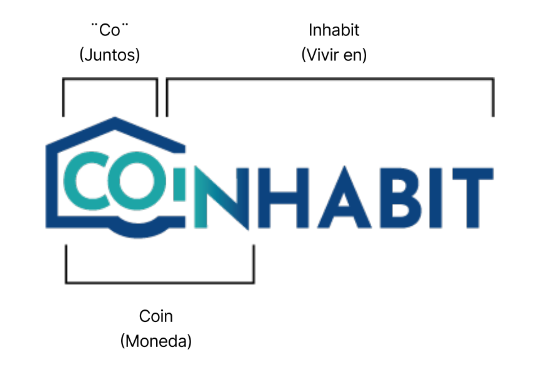 ¨Co¨
(Juntos)
Inhabit
(Vivir en)
COINHABIT
Coin
(Moneda)